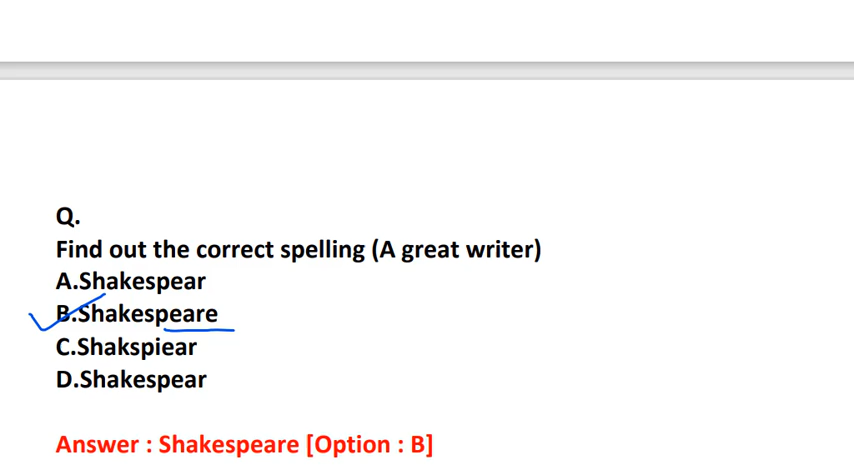 Q.
Find out the correct spelling (A great writer)
A.Shakespear
B.Shakespeare
C.Shakspiear
D.Shakespear
Answer : Shakespeare [Option : B]